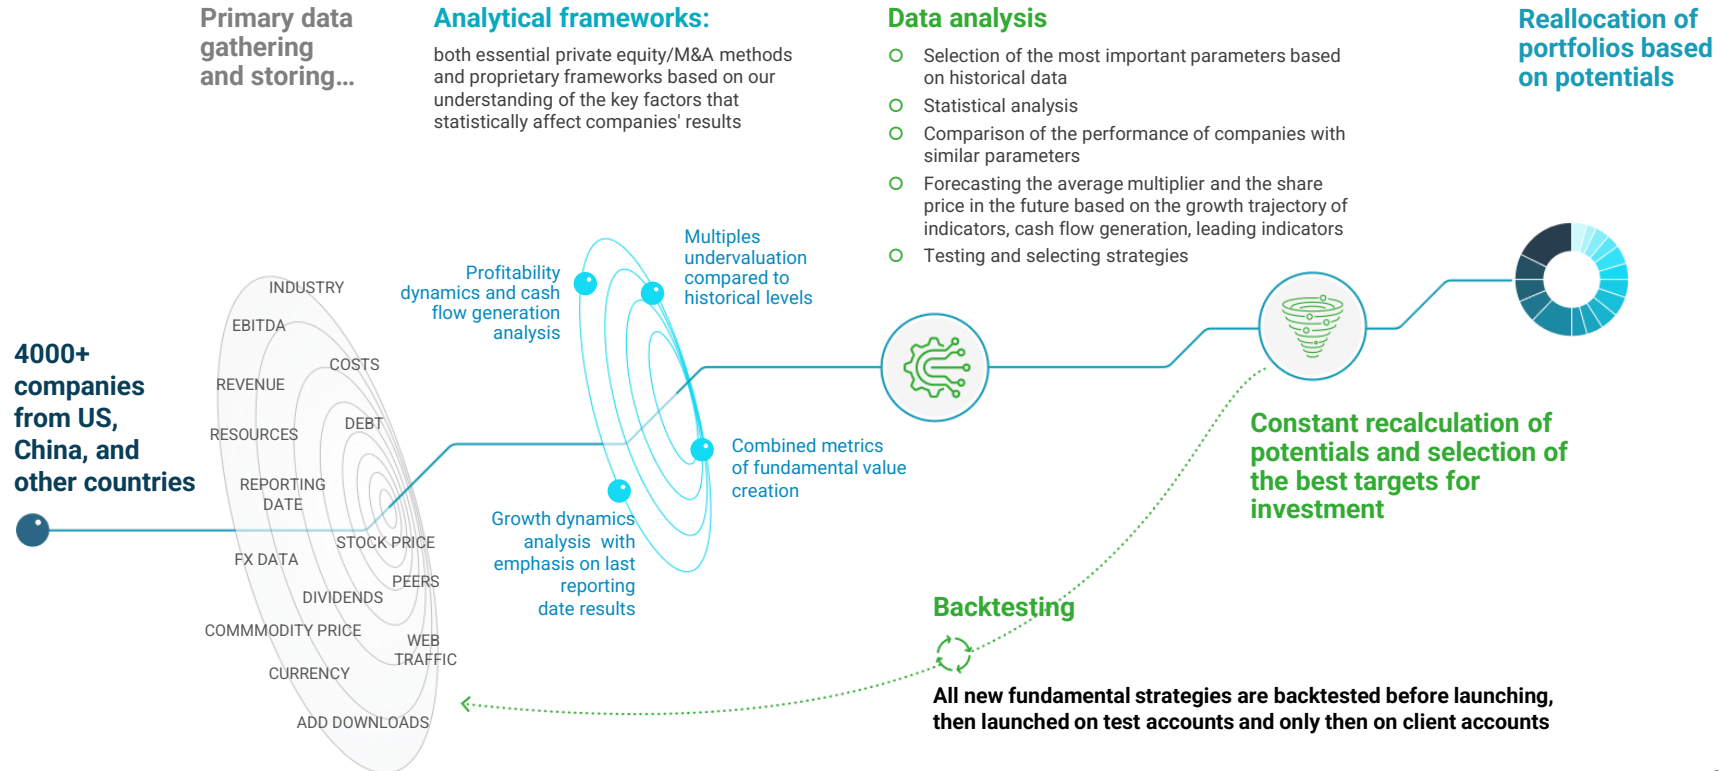 Primary data
gathering
and storing...
Analytical frameworks:
both essential private equity/M&A methods
and proprietary frameworks based on our
understanding of the key factors that
statistically affect companies' results
Data analysis
Selection of the most important parameters based
on historical data
Statistical analysis
Comparison of the performance of companies with
similar parameters
Forecasting the average multiplier and the share
price in the future based on the growth trajectory of
indicators, cash flow generation, leading indicators
Testing and selecting strategies
Reallocation of
portfolios based
on potentials
4000+
companies
from US,
China, and
other countries
INDUSTRY
EBITDA
COSTS
REVENUE
DEBT
RESOURCES
REPORTING
DATE
STOCK PRICE
FX DATA
PEERS
DIVIDENDS
COMMMODITY PRICE
WEB
TRAFFIC
CURRENCY
ADD DOWNLOADS
Profitability
dynamics and cash
flow generation
analysis
Multiples
undervaluation
compared to
historical levels
Combined metrics
of fundamental value
creation
Growth dynamics
analysis with
emphasis on last
reporting
date results
Constant recalculation of
potentials and selection of
the best targets for
investment
Backtesting
All new fundamental strategies are backtested before launching,
then launched on test accounts and only then on client accounts